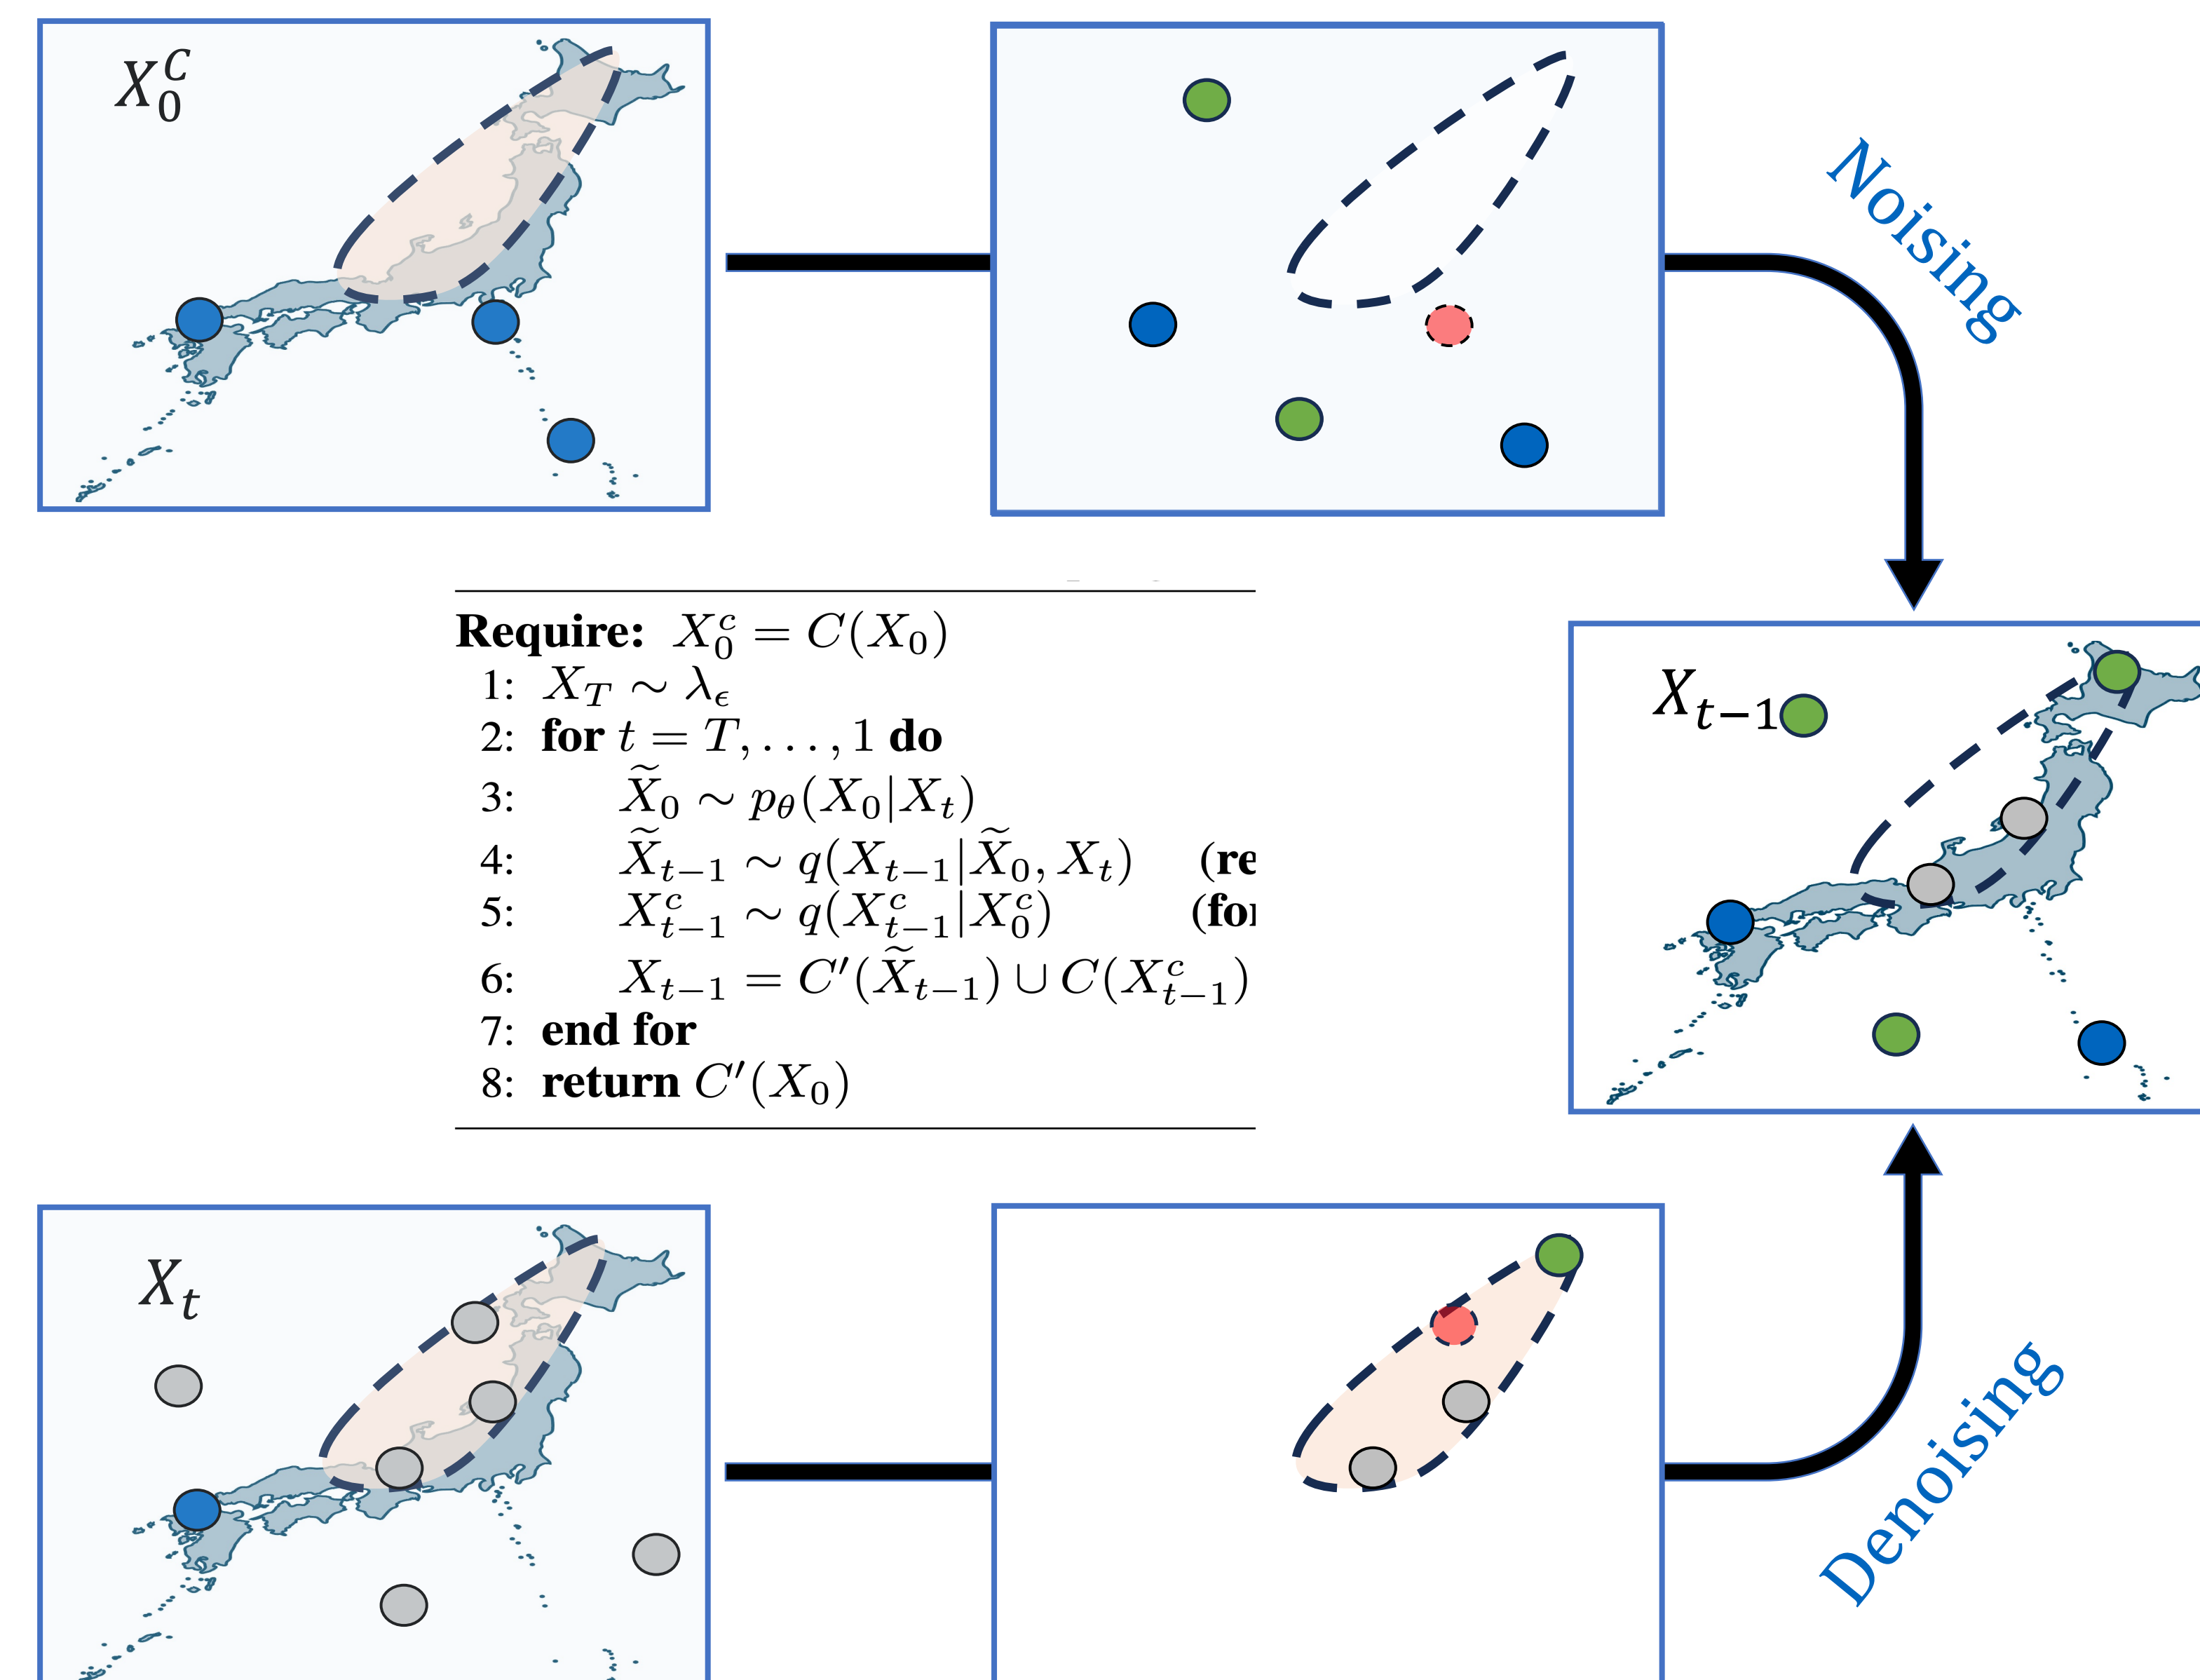 X_0^C
Noising
Require: X_0^c = C(X_0)
1: X_T ∼ λ_ϵ
2: for t = T, . . . , 1 do
3: X̃_0 ∼ p_θ(X_0|X_t)
4: X̃_{t−1} ∼ q(X_{t−1}|X̃_0, X_t) (re
5: X_{t−1}^c ∼ q(X_{t−1}^c|X_0^c) (for
6: X_{t−1} = C′(X̃_{t−1}) ∪ C(X_{t−1}^c)
7: end for
8: return C′(X_0)
X_{t−1}
X_t
Denoising